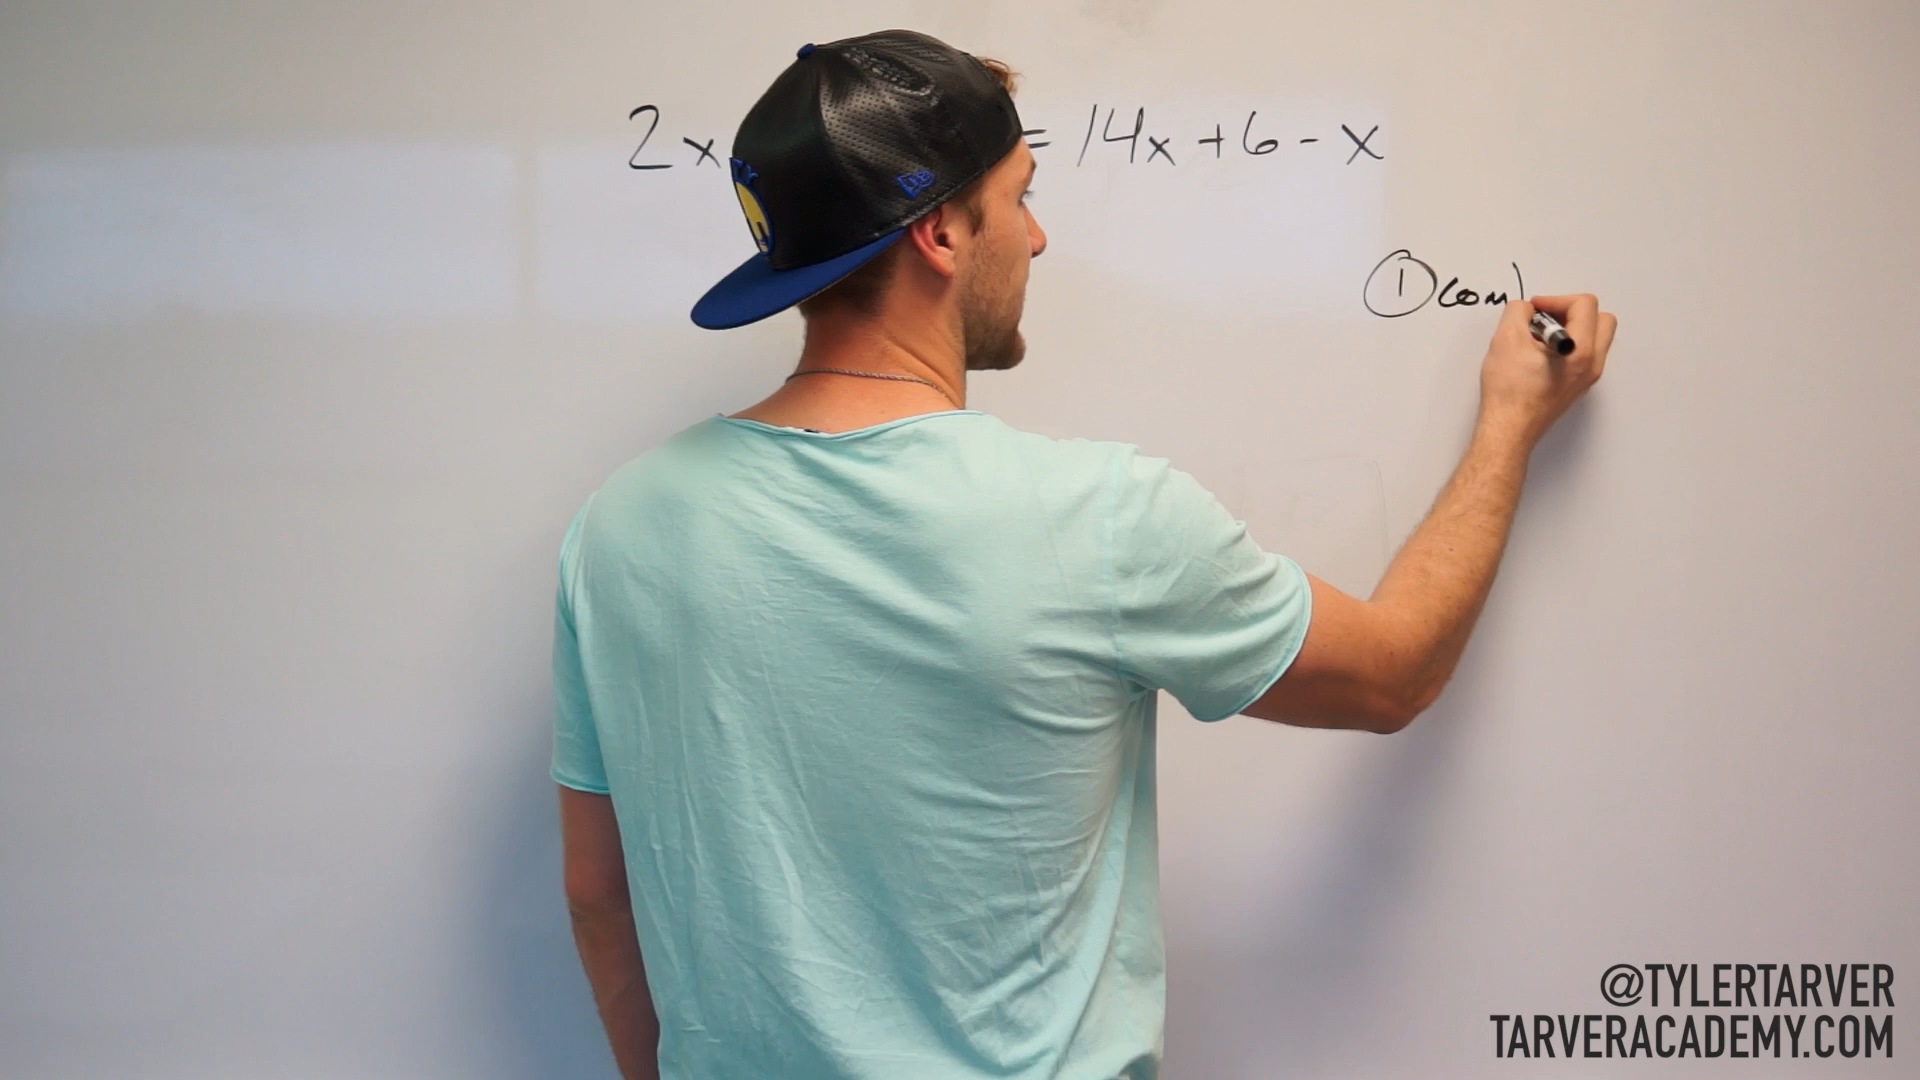 2x = 14x + 6 - x
① com
@TYLERTARVER
TARVERACADEMY.COM